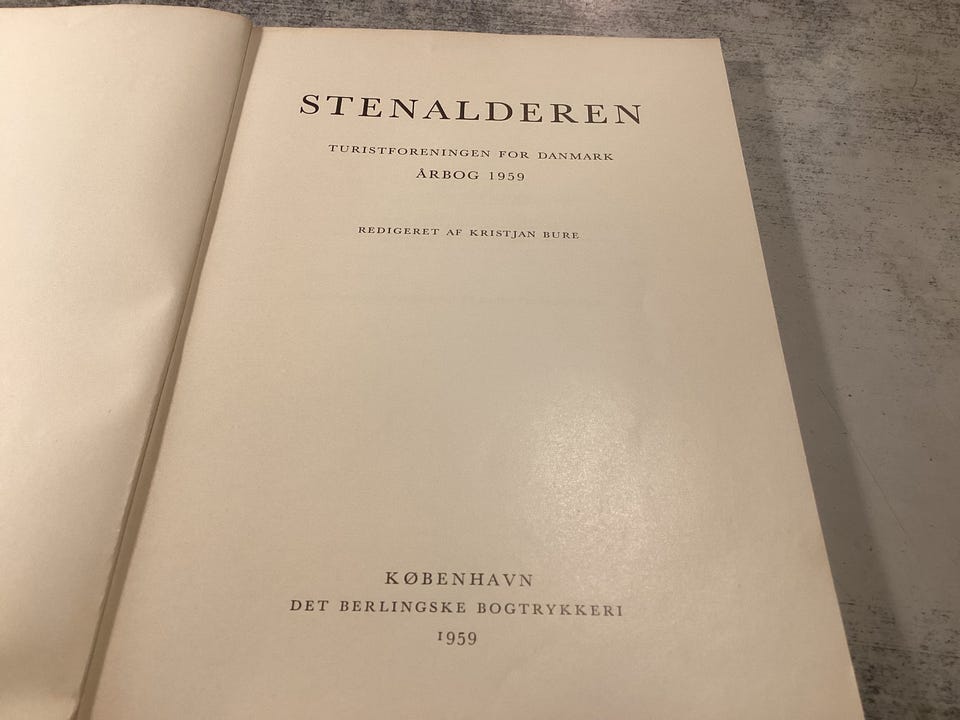 STENALDEREN
TURISTFORENINGEN FOR DANMARK
ÅRBOG 1959
REDIGERET AF KRISTJAN BURE
KØBENHAVN
DET BERLINGSKE BOGTRYKKERI
1959